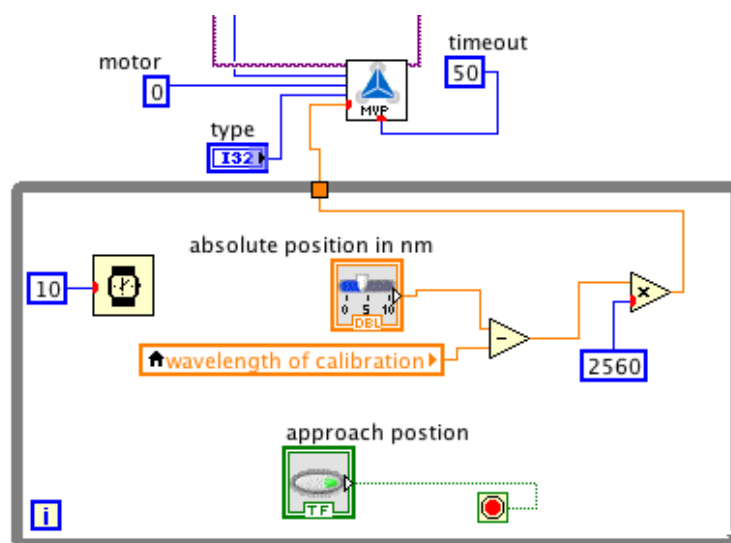 timeout
motor
50
0
MVP
type
I32
absolute position in nm
10
0 5 10
DBL
wavelength of calibration
2560
approach postion
TF
i